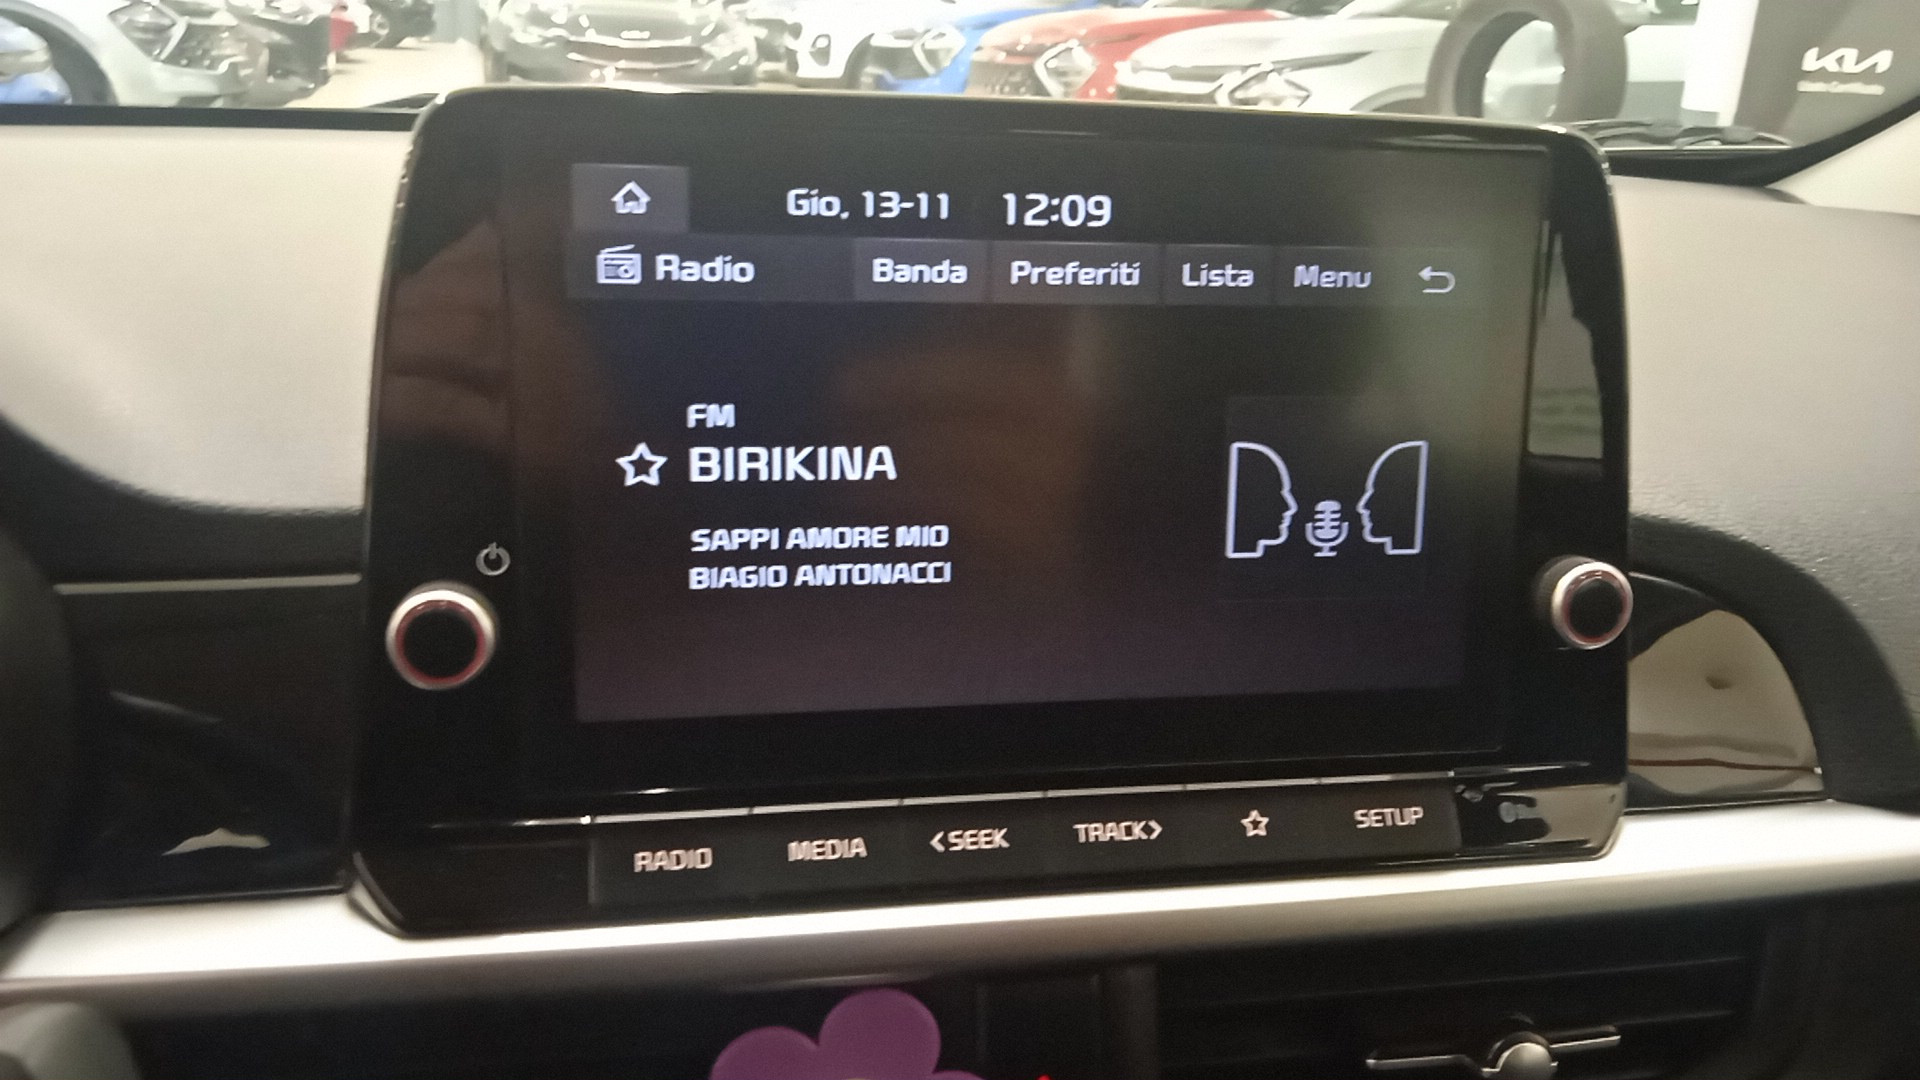 KIA
Gio, 13-11 12:09
Radio Banda Preferiti Lista Menu
FM
BIRIKINA
SAPPI AMORE MIO
BIAGIO ANTONACCI
RADIO MEDIA <SEEK TRACK> SETUP